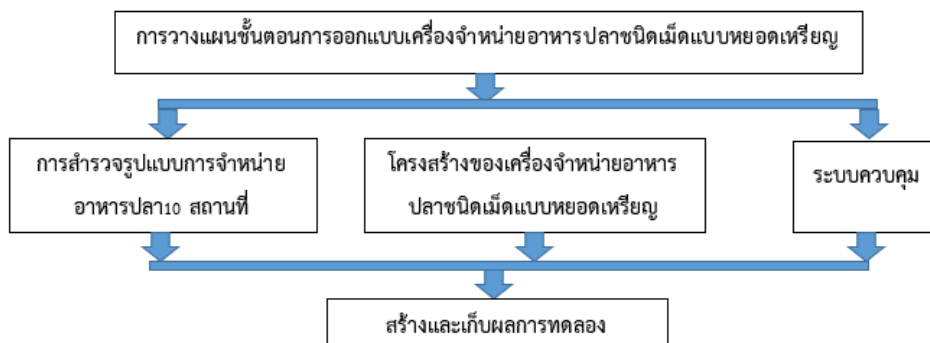 การวางแผนขั้นตอนการออกแบบเครื่องจำหน่ายอาหารปลาชนิดเม็ดแบบหยอดเหรียญ
การสำรวจรูปแบบการจำหน่าย
อาหารปลา10 สถานที่
โครงสร้างของเครื่องจำหน่ายอาหาร
ปลาชนิดเม็ดแบบหยอดเหรียญ
ระบบควบคุม
สร้างและเก็บผลการทดลอง